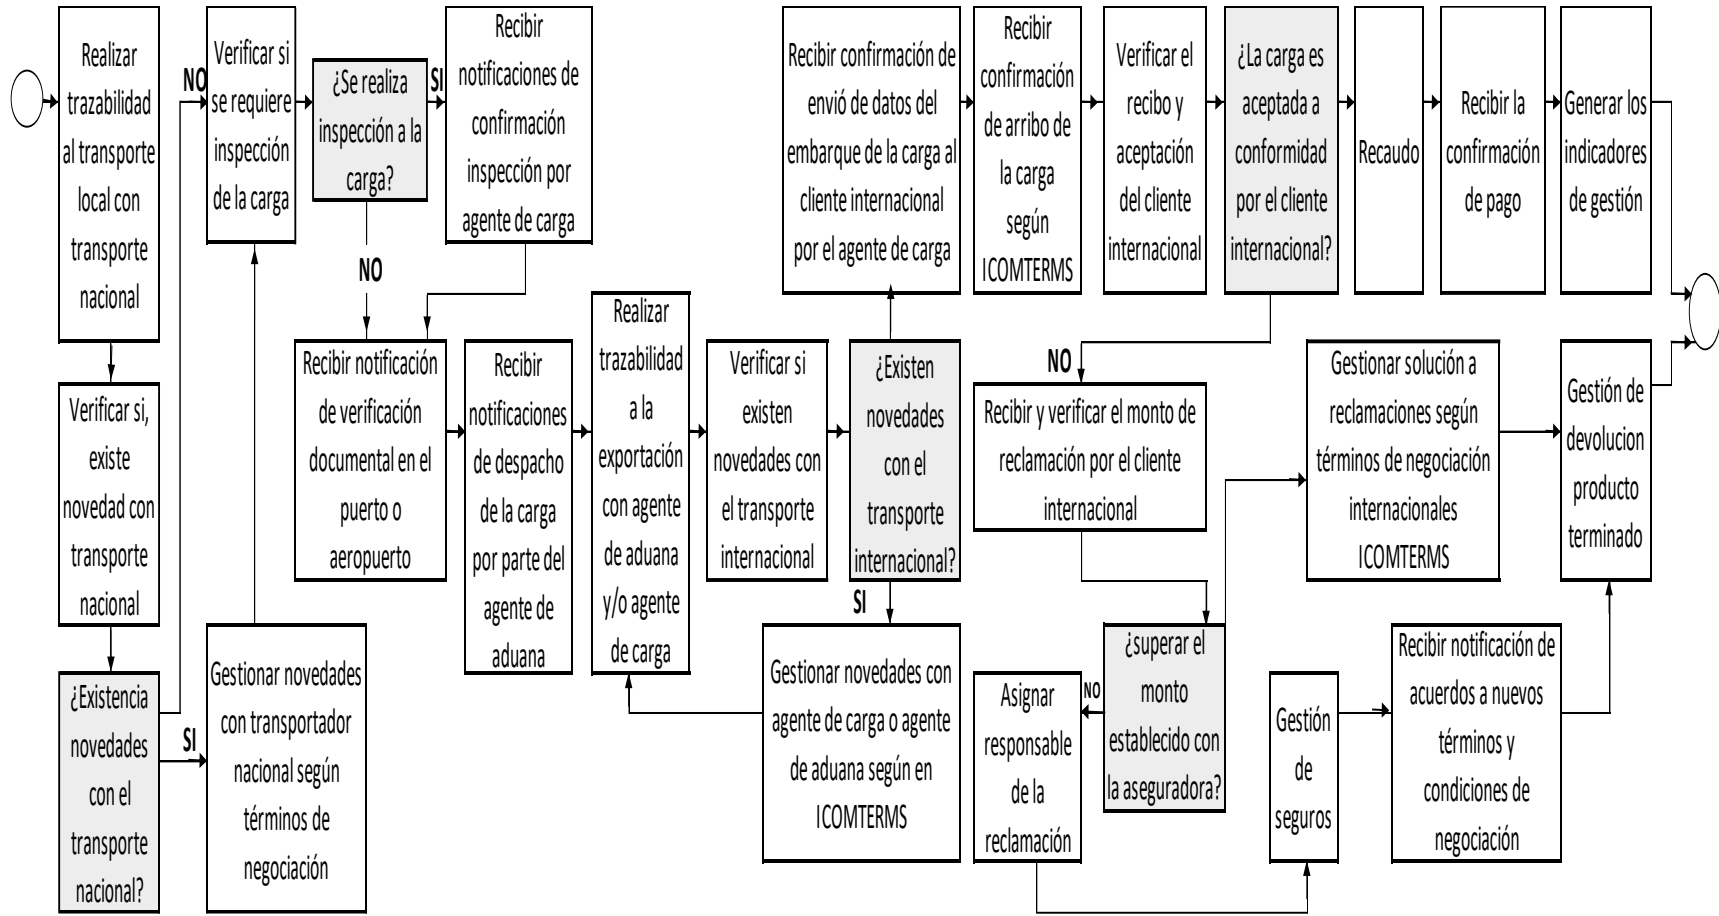 Realizar
trazabilidad
al transporte
local con
transporte
nacional
Verificar si,
existe
novedad con
transporte
nacional
¿Existencia
novedades
con el
transporte
nacional?
NO
SI
Gestionar novedades
con transportador
nacional según
términos de
negociación
Verificar si
se requiere
inspección
de la carga
¿Se realiza
inspección a la
carga?
SI
NO
Recibir
notificaciones de
confirmación
inspección por
agente de carga
Recibir notificación
de verificación
documental en el
puerto o
aeropuerto
Recibir
notificaciones
de despacho
de la carga
por parte del
agente de
aduana
Realizar
trazabilidad
a la
exportación
con agente
de aduana
y/o agente
de carga
Verificar si
existen
novedades con
el transporte
internacional
¿Existen
novedades
con el
transporte
internacional?
SI
Gestionar novedades con
agente de carga o agente
de aduana según en
ICOMTERMS
Recibir confirmación de
envió de datos del
embarque de la carga al
cliente internacional
por el agente de carga
Recibir
confirmación
de arribo de
la carga
según
ICOMTERMS
Verificar el
recibo y
aceptación
del cliente
internacional
¿La carga es
aceptada a
conformidad
por el cliente
internacional?
Recaudo
Recibir la
confirmación
de pago
Generar los
indicadores
de gestión
NO
Recibir y verificar el monto de
reclamación por el cliente
internacional
¿superar el
monto
establecido con
la aseguradora?
NO
Asignar
responsable
de la
reclamación
Gestión
de
seguros
Recibir notificación de
acuerdos a nuevos
términos y
condiciones de
negociación
Gestionar solución a
reclamaciones según
términos de negociación
internacionales
ICOMTERMS
Gestión de
devolucion
producto
terminado